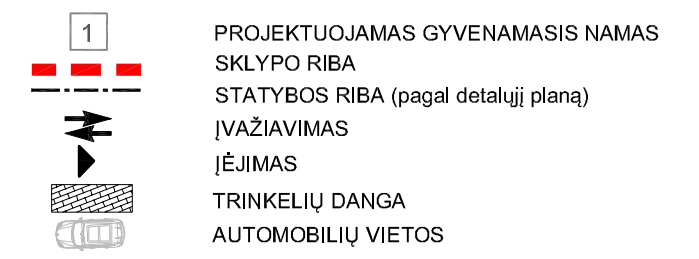 1 PROJEKTUOJAMAS GYVENAMASIS NAMAS
SKLYPO RIBA
STATYBOS RIBA (pagal detalųjį planą)
ĮVAŽIAVIMAS
ĮĖJIMAS
TRINKELIŲ DANGA
AUTOMOBILIŲ VIETOS